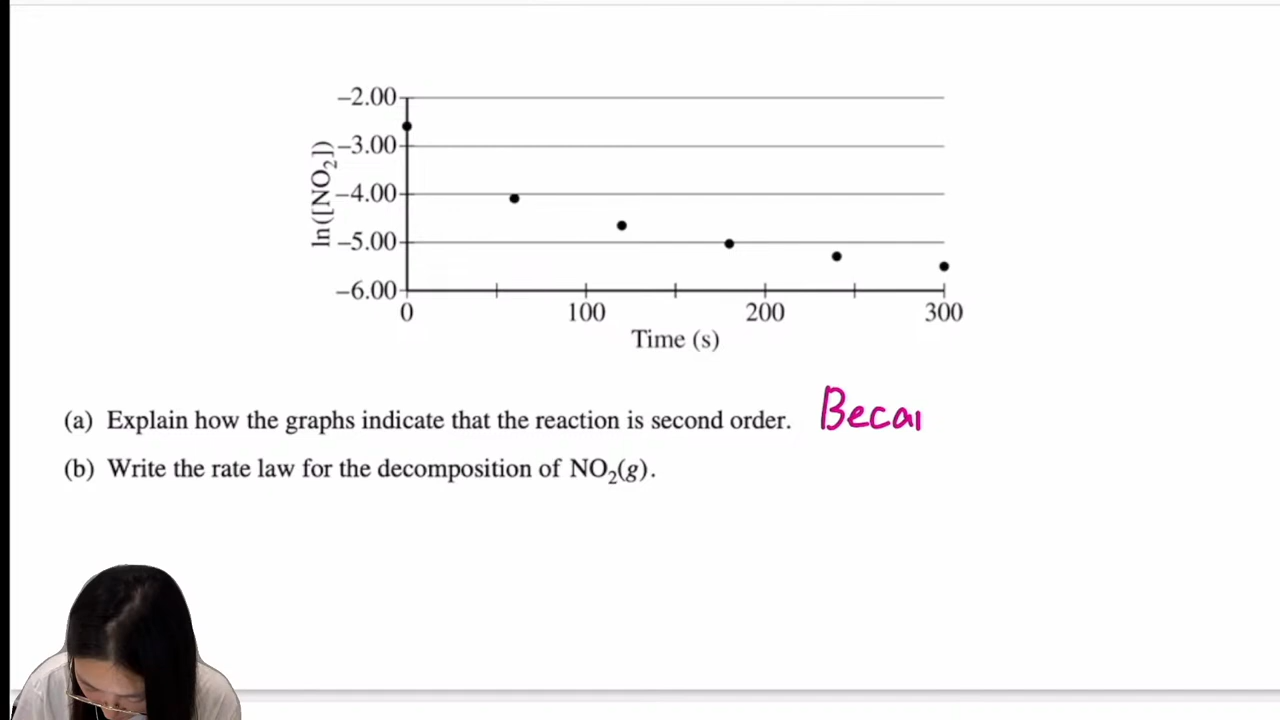 –2.00
–3.00
–4.00
–5.00
–6.00
ln([NO₂])
0 100 200 300
Time (s)
(a) Explain how the graphs indicate that the reaction is second order. Becau
(b) Write the rate law for the decomposition of NO₂(g).